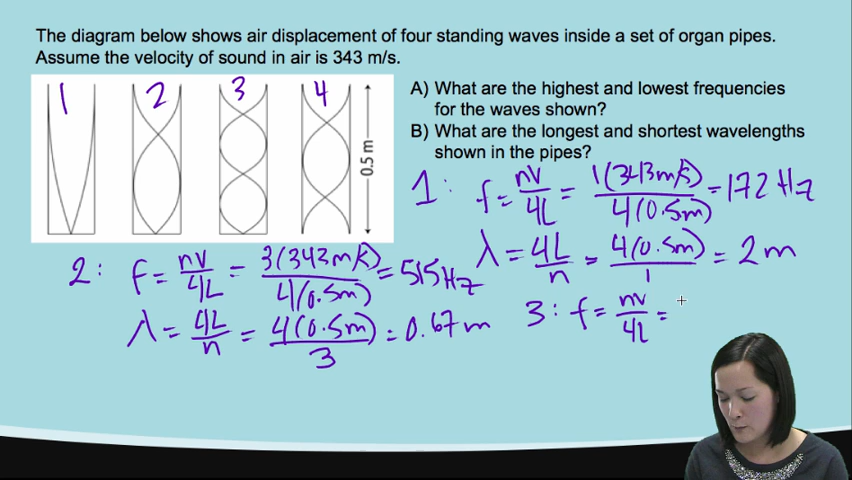 The diagram below shows air displacement of four standing waves inside a set of organ pipes.
Assume the velocity of sound in air is 343 m/s.
1 2 3 4
0.5 m
A) What are the highest and lowest frequencies
for the waves shown?
B) What are the longest and shortest wavelengths
shown in the pipes?
1: f = nv/4L = 1(343m/s)/4(0.5m) = 172 Hz
λ = 4L/n = 4(0.5m)/1 = 2m
2: f = nv/4L = 3(343m/s)/4(0.5m) = 515Hz
λ = 4L/n = 4(0.5m)/3 = 0.67m
3: f = nv/4L =